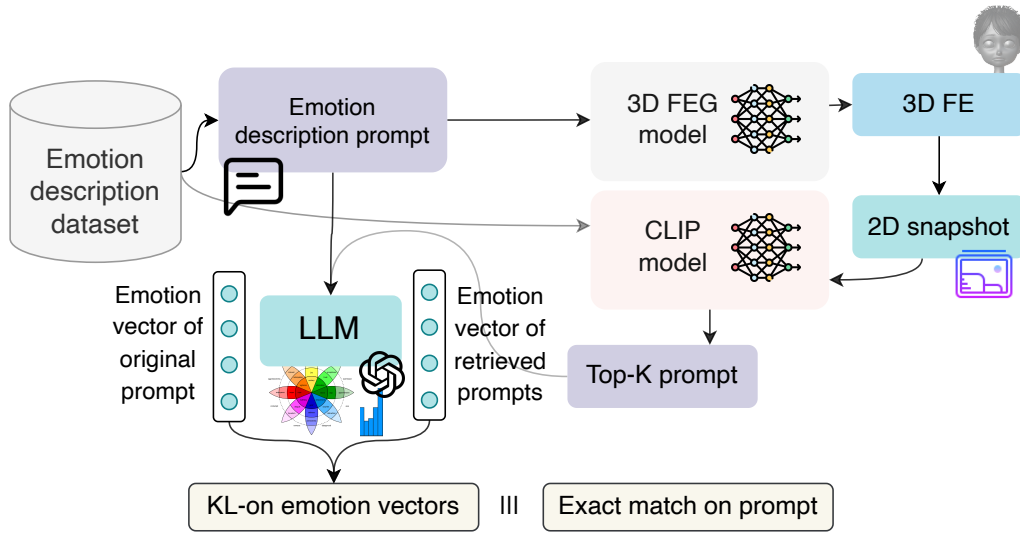 Emotion
description
dataset
Emotion
description prompt
3D FEG
model
3D FE
CLIP
model
2D snapshot
Emotion
vector of
original
prompt
LLM
Emotion
vector of
retrieved
prompts
Top-K prompt
KL-on emotion vectors
III
Exact match on prompt